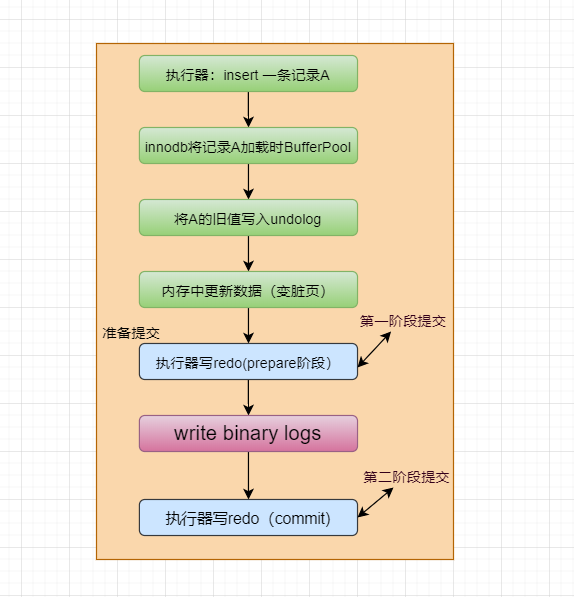 执行器：insert 一条记录A
innodb将记录A加载时BufferPool
将A的旧值写入undolog
内存中更新数据（变脏页）
准备提交
第一阶段提交
执行器写redo(prepare阶段）
write binary logs
第二阶段提交
执行器写redo（commit）